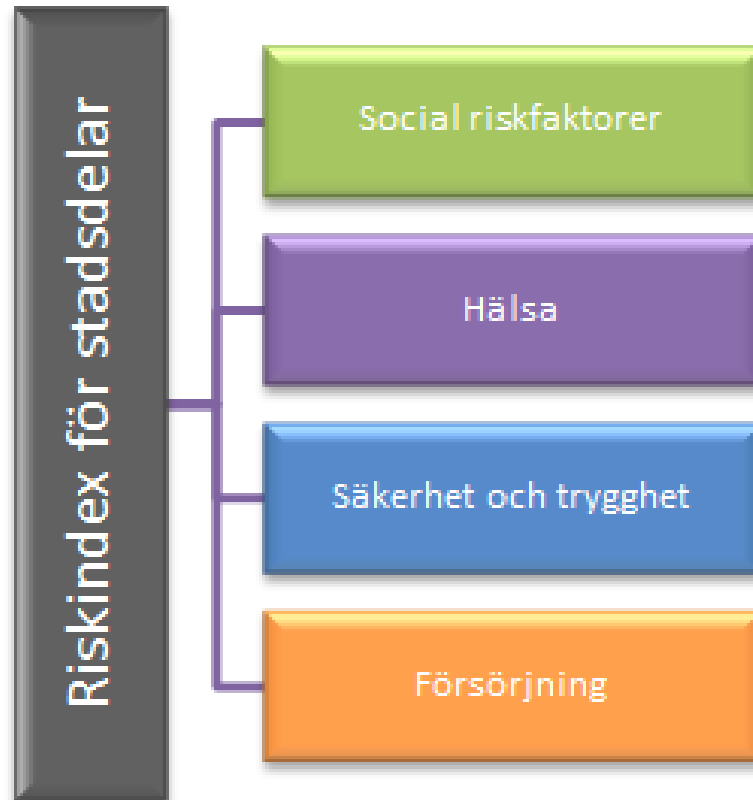 Riskindex för stadsdelar
Social riskfaktorer
Hälsa
Säkerhet och trygghet
Försörjning